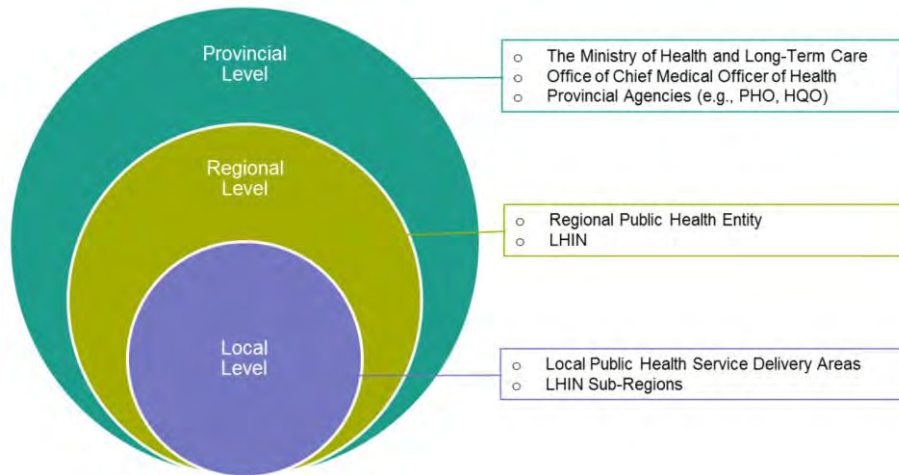 Provincial
Level
o The Ministry of Health and Long-Term Care
o Office of Chief Medical Officer of Health
o Provincial Agencies (e.g., PHO, HQO)
Regional
Level
o Regional Public Health Entity
o LHIN
Local
Level
o Local Public Health Service Delivery Areas
o LHIN Sub-Regions